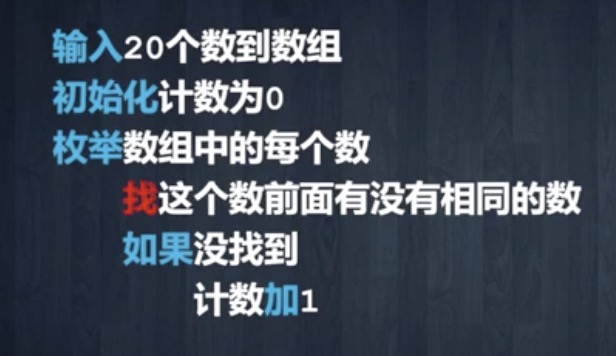 输入20个数到数组
初始化计数为0
枚举数组中的每个数
找这个数前面有没有相同的数
如果没找到
计数加1